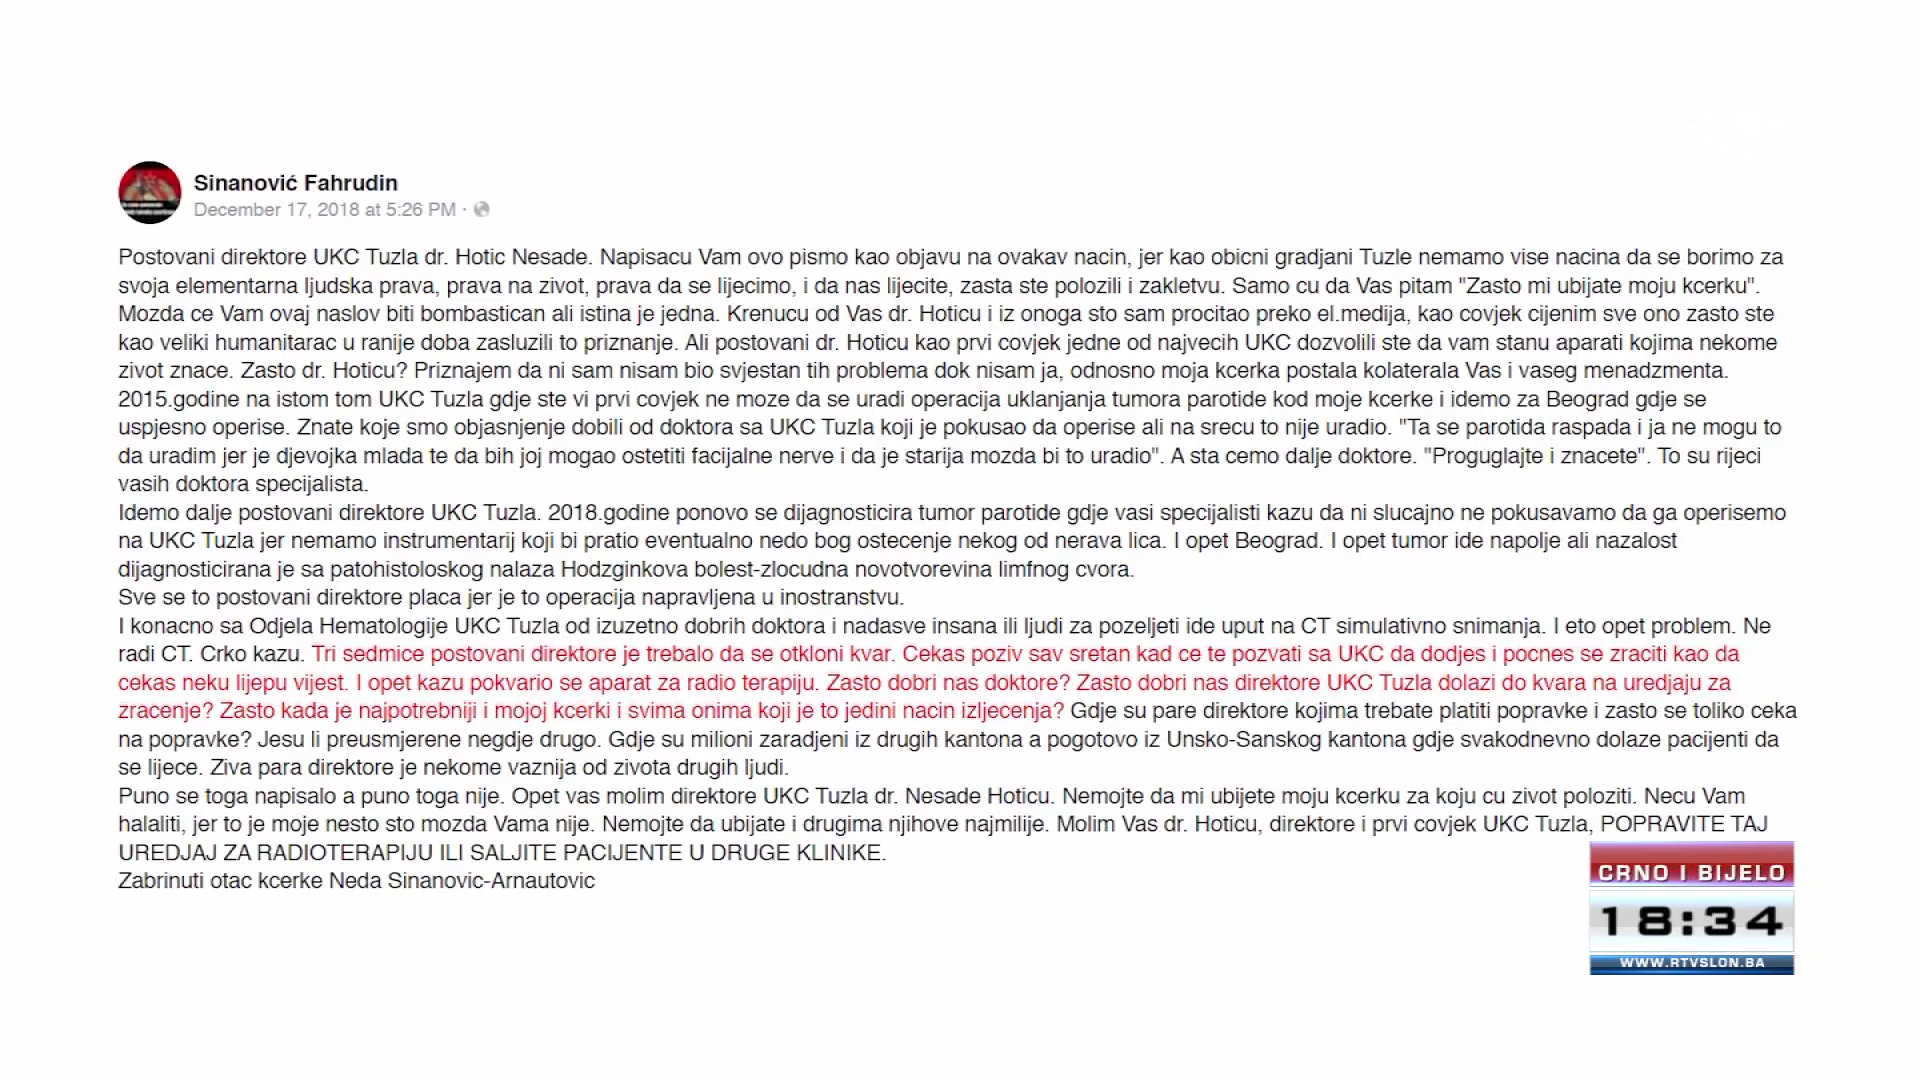 Sinanović Fahrudin
December 17, 2018 at 5:26 PM ·
Postovani direktore UKC Tuzla dr. Hotic Nesade. Napisacu Vam ovo pismo kao objavu na ovakav nacin, jer kao obicni gradjani Tuzle nemamo vise nacina da se borimo za
svoja elementarna ljudska prava, prava na zivot, prava da se lijecimo, i da nas lijecite, zasta ste polozili i zakletvu. Samo cu da Vas pitam "Zasto mi ubijate moju kcerku".
Mozda ce Vam ovaj naslov biti bombastican ali istina je jedna. Krenucu od Vas dr. Hoticu i iz onoga sto sam procitao preko el.medija, kao covjek cijenim sve ono zasto ste
kao veliki humanitarac u ranije doba zasluzili to priznanje. Ali postovani dr. Hoticu kao prvi covjek jedne od najvecih UKC dozvolili ste da vam stanu aparati kojima nekome
zivot znace. Zasto dr. Hoticu? Priznajem da ni sam nisam bio svjestan tih problema dok nisam ja, odnosno moja kcerka postala kolaterala Vas i vaseg menadzmenta.
2015.godine na istom tom UKC Tuzla gdje ste vi prvi covjek ne moze da se uradi operacija uklanjanja tumora parotide kod moje kcerke i idemo za Beograd gdje se
uspjesno operise. Znate koje smo objasnjenje dobili od doktora sa UKC Tuzla koji je pokusao da operise ali na srecu to nije uradio. "Ta se parotida raspada i ja ne mogu to
da uradim jer je djevojka mlada te da bih joj mogao ostetiti facijalne nerve i da je starija mozda bi to uradio". A sta cemo dalje doktore. "Proguglajte i znacete". To su rijeci
vasih doktora specijalista.
Idemo dalje postovani direktore UKC Tuzla. 2018.godine ponovo se dijagnosticira tumor parotide gdje vasi specijalisti kazu da ni slucajno ne pokusavamo da ga operisemo
na UKC Tuzla jer nemamo instrumentarij koji bi pratio eventualno nedo bog ostecenje nekog od nerava lica. I opet Beograd. I opet tumor ide napolje ali nazalost
dijagnosticirana je sa patohistoloskog nalaza Hodzginkova bolest-zlocudna novotvorevina limfnog cvora.
Sve se to postovani direktore placa jer je to operacija napravljena u inostranstvu.
I konacno sa Odjela Hematologije UKC Tuzla od izuzetno dobrih doktora i nadasve insana ili ljudi za pozeljeti ide uput na CT simulativno snimanja. I eto opet problem. Ne
radi CT. Crko kazu. Tri sedmice postovani direktore je trebalo da se otkloni kvar. Cekas poziv sav sretan kad ce te pozvati sa UKC da dodjes i pocnes se zraciti kao da
cekas neku lijepu vijest. I opet kazu pokvario se aparat za radio terapiju. Zasto dobri nas doktore? Zasto dobri nas direktore UKC Tuzla dolazi do kvara na uredjaju za
zracenje? Zasto kada je najpotrebniji i mojoj kcerki i svima onima koji je to jedini nacin izljecenja? Gdje su pare direktore kojima trebate platiti popravke i zasto se toliko ceka
na popravke? Jesu li preusmjerene negdje drugo. Gdje su milioni zaradjeni iz drugih kantona a pogotovo iz Unsko-Sanskog kantona gdje svakodnevno dolaze pacijenti da
se lijece. Ziva para direktore je nekome vaznija od zivota drugih ljudi.
Puno se toga napisalo a puno toga nije. Opet vas molim direktore UKC Tuzla dr. Nesade Hoticu. Nemojte da mi ubijete moju kcerku za koju cu zivot poloziti. Necu Vam
halaliti, jer to je moje nesto sto mozda Vama nije. Nemojte da ubijate i drugima njihove najmilije. Molim Vas dr. Hoticu, direktore i prvi covjek UKC Tuzla, POPRAVITE TAJ
UREDJAJ ZA RADIOTERAPIJU ILI SALJITE PACIJENTE U DRUGE KLINIKE.
Zabrinuti otac kcerke Neda Sinanovic-Arnautovic
CRNO I BIJELO
18:34
WWW.RTVSLON.BA